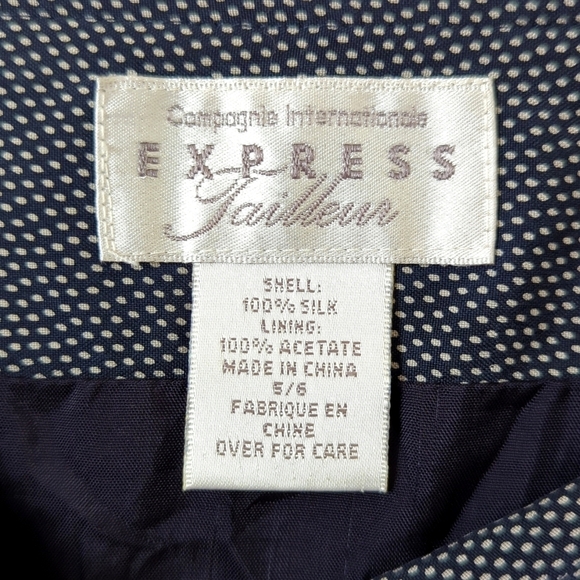 Compagnie Internationale
EXPRESS
Tailleur
SHELL:
100% SILK
LINING:
100% ACETATE
MADE IN CHINA
5/6
FABRIQUE EN
CHINE
OVER FOR CARE